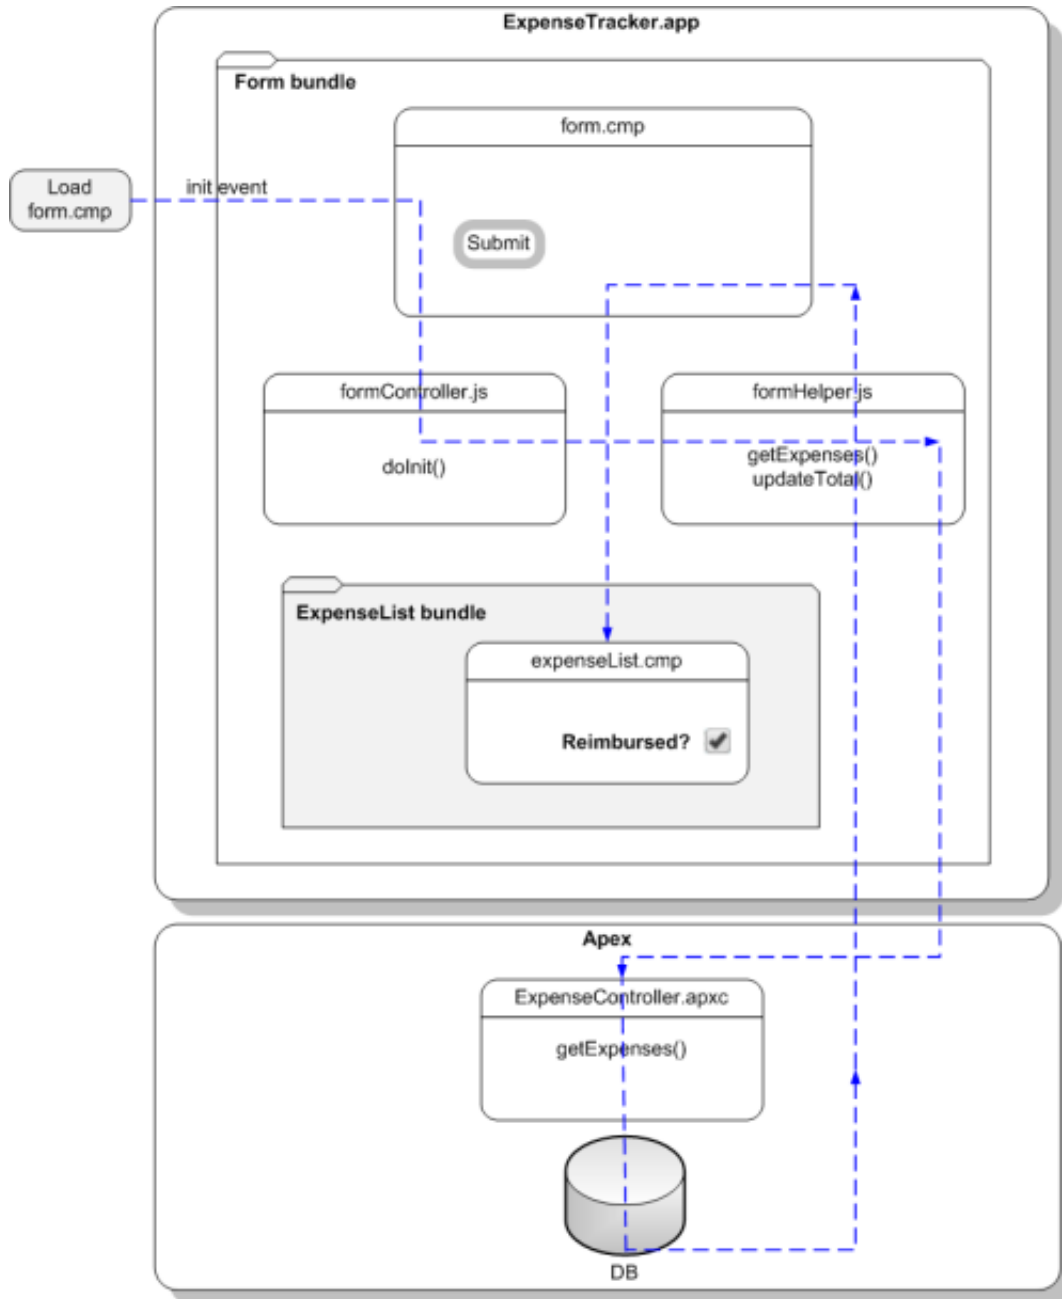 ExpenseTracker.app
Form bundle
form.cmp
Load
form.cmp
init event
Submit
formController.js
doInit()
formHelper.js
getExpenses()
updateTotal()
ExpenseList bundle
expenseList.cmp
Reimbursed?
Apex
ExpenseController.apxc
getExpenses()
DB